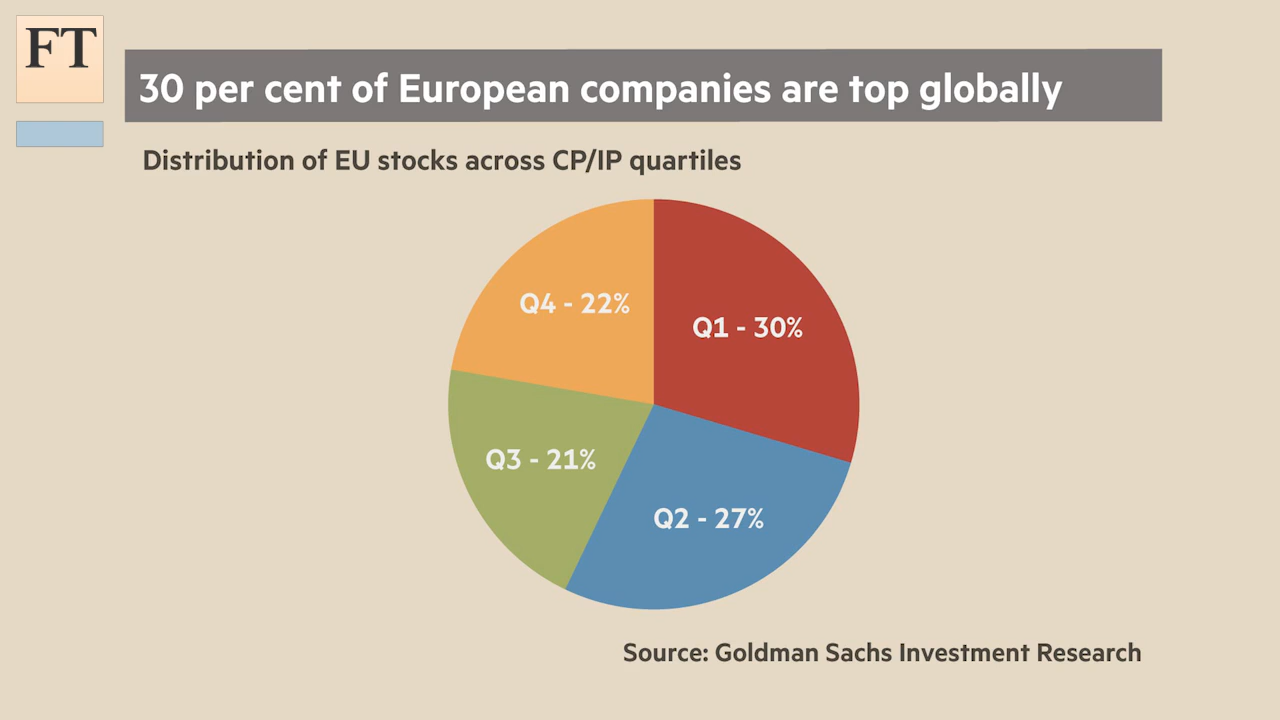 FT
30 per cent of European companies are top globally
Distribution of EU stocks across CP/IP quartiles
Q4 - 22%
Q1 - 30%
Q3 - 21%
Q2 - 27%
Source: Goldman Sachs Investment Research